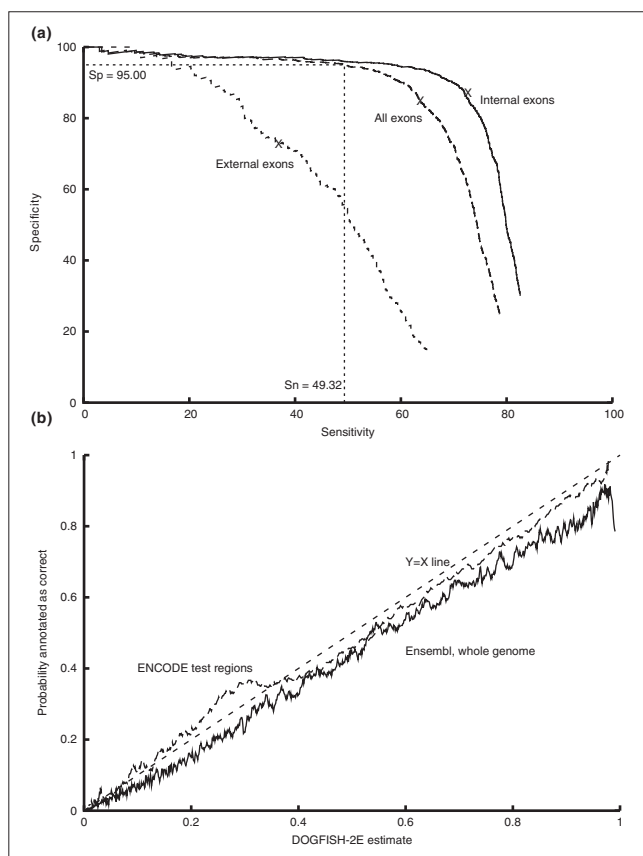 (a)
100
80
60
40
20
0
Sp = 95.00
Internal exons
All exons
External exons
Sn = 49.32
Specificity
0
20
40
60
80
100
Sensitivity
X
X
X
(b)
1
0.8
0.6
0.4
0.2
0
Probability annotated as correct
Y=X line
ENCODE test regions
Ensembl, whole genome
0
0.2
0.4
0.6
0.8
1
DOGFISH-2E estimate